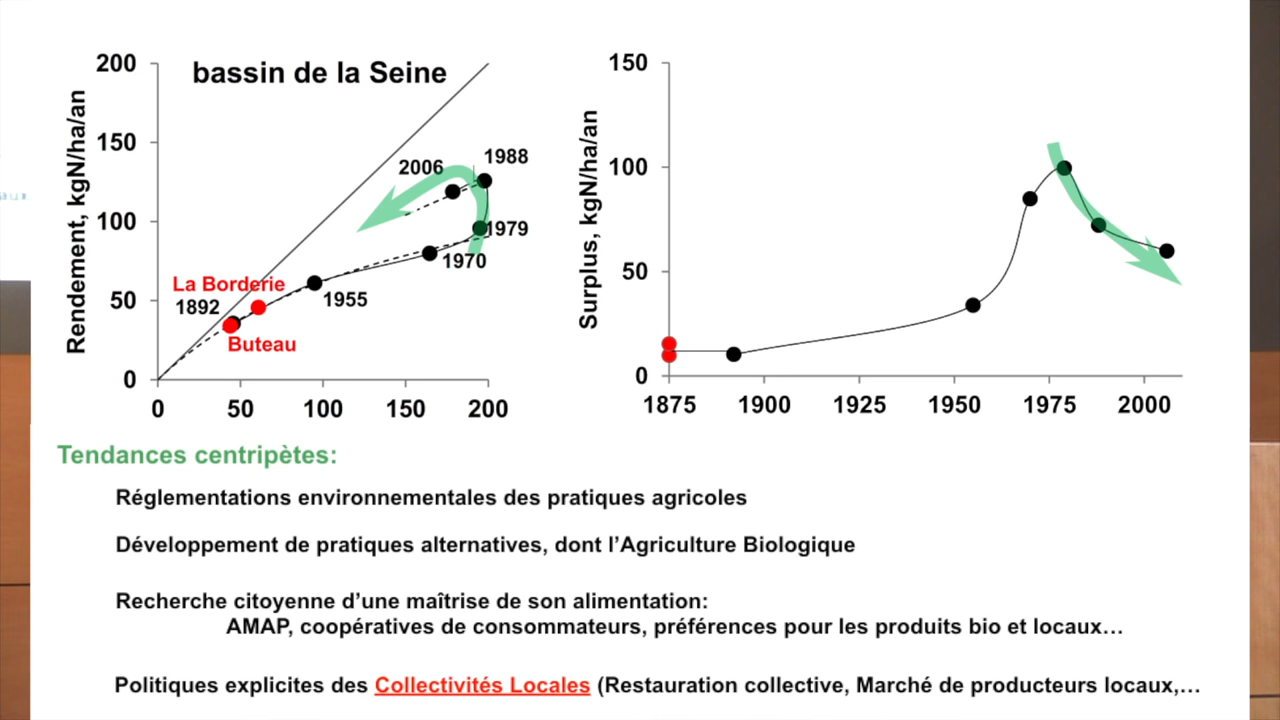 bassin de la Seine
Rendement, kgN/ha/an
200
150
100
50
0
0 50 100 150 200
2006
1988
1979
1970
1955
La Borderie
1892
Buteau
Surplus, kgN/ha/an
150
100
50
0
1875 1900 1925 1950 1975 2000
Tendances centripètes:
Réglementations environnementales des pratiques agricoles
Développement de pratiques alternatives, dont l’Agriculture Biologique
Recherche citoyenne d’une maîtrise de son alimentation:
AMAP, coopératives de consommateurs, préférences pour les produits bio et locaux…
Politiques explicites des Collectivités Locales (Restauration collective, Marché de producteurs locaux,…